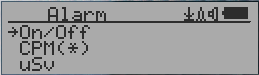 Alarm
→On/Off
CPM(*)
uSv